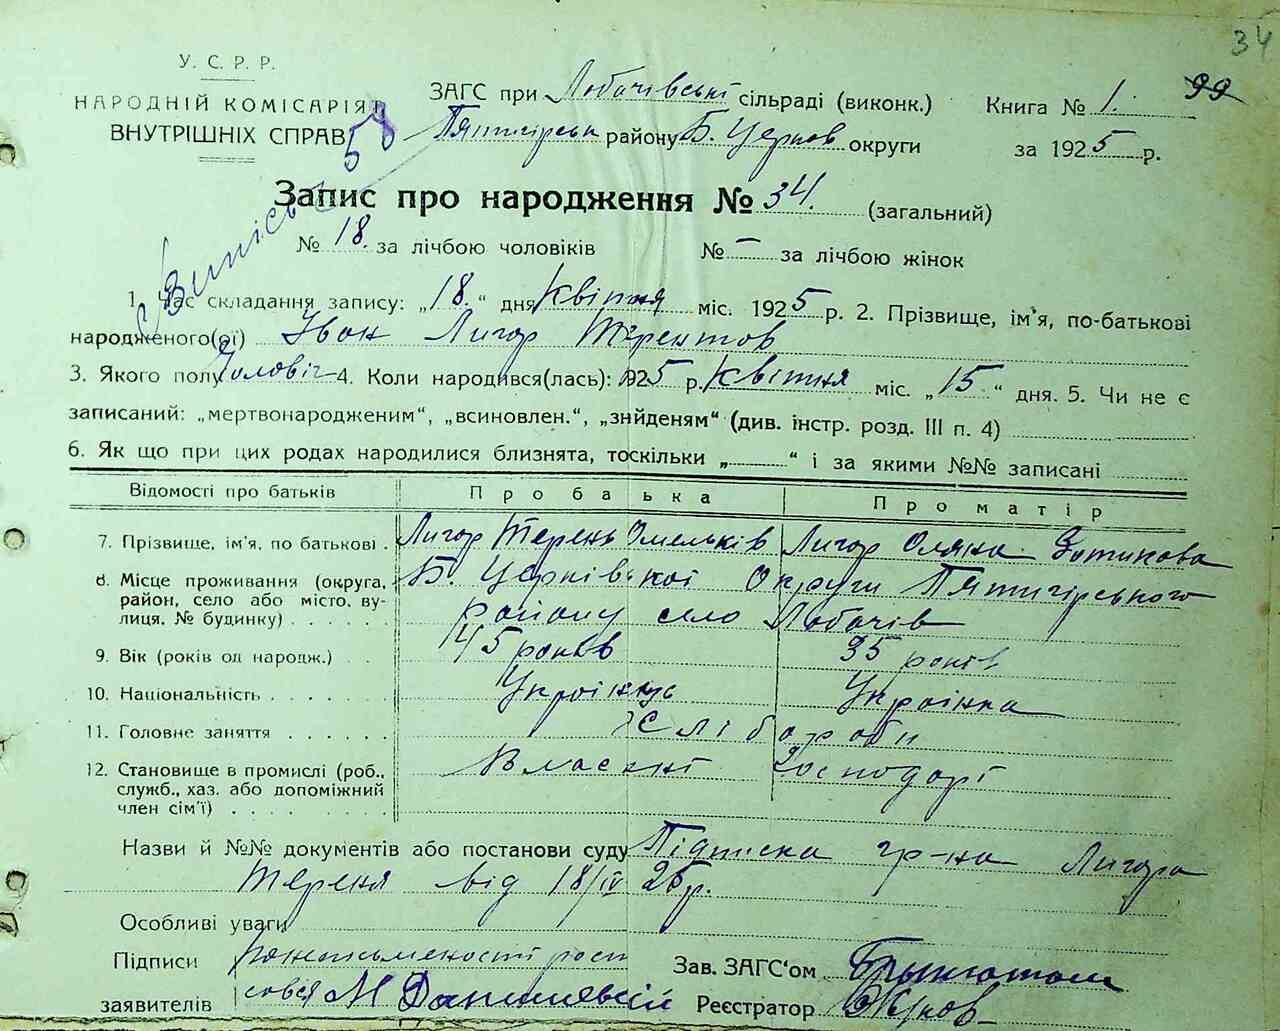 34
У. С. Р. Р.
НАРОДНІЙ КОМІСАРІЯТ
ВНУТРІШНІХ СПРАВ
58
ЗАГС при Лобачівські сільраді (виконк.)
Пятигірськ району Б. Церков округи
Книга № 1. 99
за 1925 р.
Запис про народження № 34. (загальний)
№ 18. за лічбою чоловіків № – за лічбою жінок
1. Час складання запису: „18.“ дня Квітня міс. 1925 р. 2. Прізвище, ім'я, по-батькові
народженого(ої) Іван Лигор Терентов
3. Якого полу Чоловіч 4. Коли народився(лась): 1925 р. Квітня міс. „15“ дня. 5. Чи не є
записаний: „мертвонародженим“, „всиновлен.“, „знйденям“ (див. інстр. розд. III п. 4)
6. Як що при цих родах народилися близнята, тоскільки „ “ і за якими №№ записані
Відомості про батьків Про батька Про матір
7. Прізвище, ім'я, по батькові . Лигор Терень Омельків Лигор Оляна Зотикова
8. Місце проживання (округа, Б. Церківської Округи Пятигірського
район, село або місто, ву- району село Лобачів
лиця, № будинку) . . . . . .
9. Вік (років од народж.) . . 45 років 35 років
10. Національність . . . . . Українць Українка
11. Головне заняття . . . . . . Хлібороби
12. Становище в промислі (роб., Власені Господарі
служб., хаз. або допоміжний
член сім'ї) . . . . . . . . .
Назви й №№ документів або постанови суду Підписка гр-на Лигора
Тереня від 18/IV 25 р.
Особливі уваги
Підписи Зав. ЗАГС'ом
заявителів М Данилевсій Реєстратор